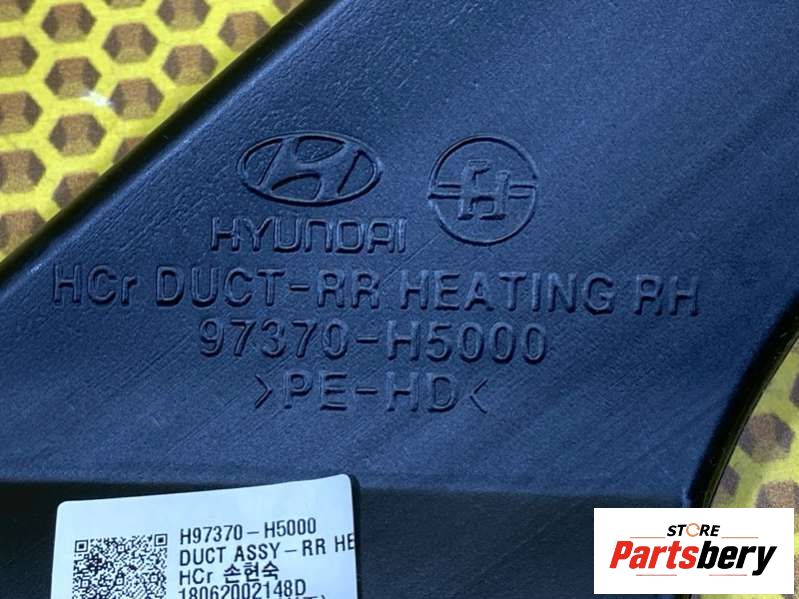 HYUNDAI
HCr DUCT-RR HEATING RH
97370-H5000
>PE-HD<
H97370-H5000
DUCT ASSY-RR HE
HCr 손현숙
18062002148D
STORE
Partsbery